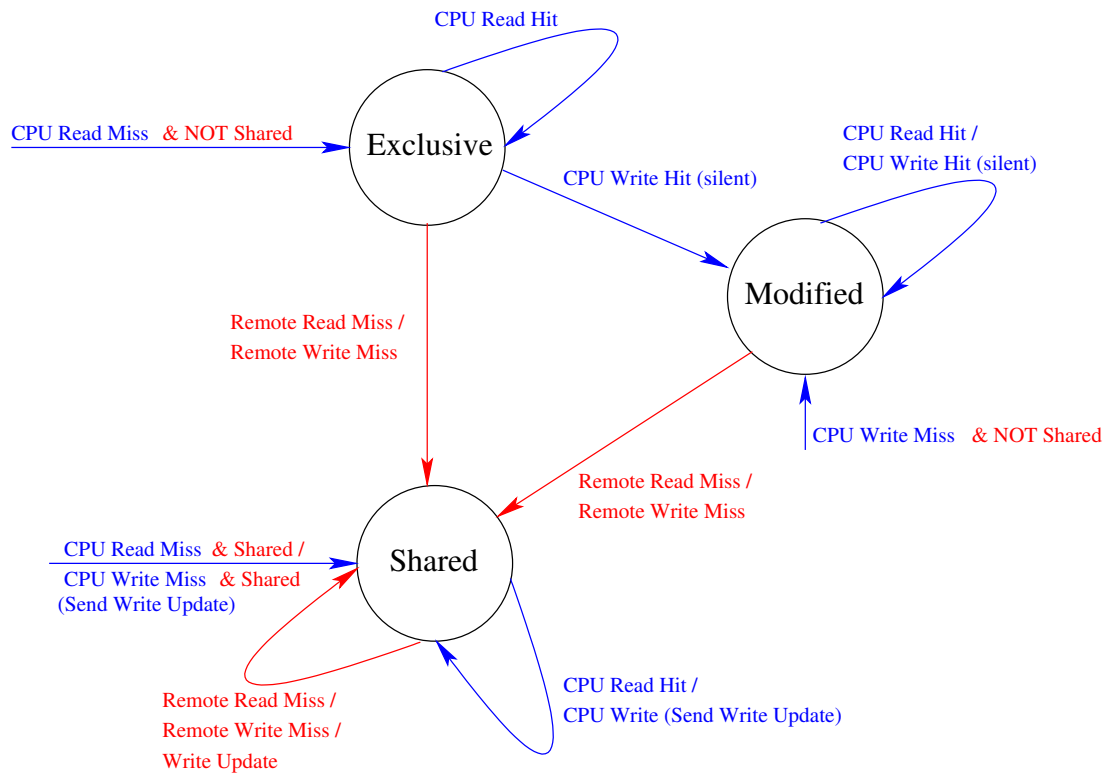 CPU Read Hit
CPU Read Miss & NOT Shared
Exclusive
CPU Read Hit /
CPU Write Hit (silent)
CPU Write Hit (silent)
Modified
Remote Read Miss /
Remote Write Miss
CPU Write Miss & NOT Shared
Remote Read Miss /
Remote Write Miss
CPU Read Miss & Shared /
CPU Write Miss & Shared
(Send Write Update)
Shared
CPU Read Hit /
CPU Write (Send Write Update)
Remote Read Miss /
Remote Write Miss /
Write Update